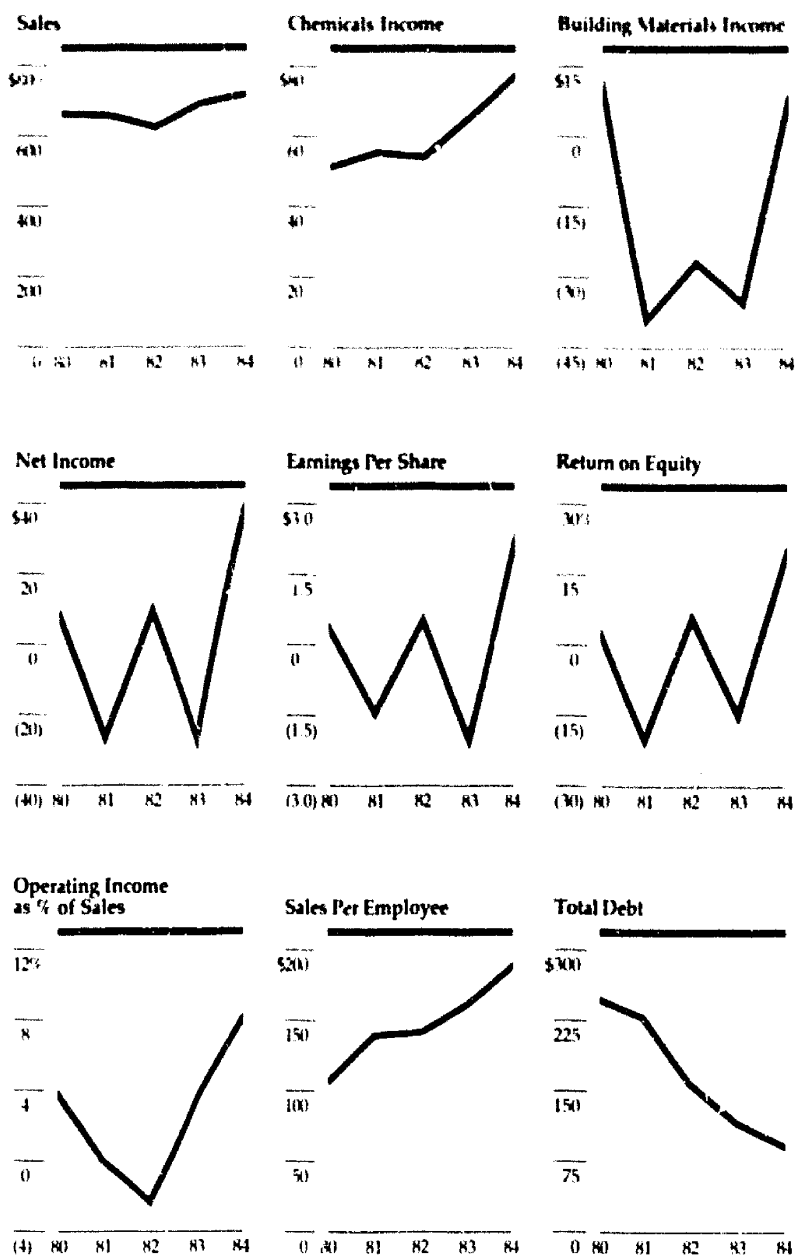 Sales
600
400
200
0 80 81 82 83 84
Chemicals Income
$80
60
40
20
0 80 81 82 83 84
Building Materials Income
$15
0
(15)
(30)
(45) 80 81 82 83 84
Net Income
$40
20
0
(20)
(40) 80 81 82 83 84
Earnings Per Share
$3.0
1.5
0
(1.5)
(3.0) 80 81 82 83 84
Return on Equity
15
0
(15)
(30) 80 81 82 83 84
Operating Income
as % of Sales
12%
8
4
0
(4) 80 81 82 83 84
Sales Per Employee
$200
150
100
50
0 80 81 82 83 84
Total Debt
$300
225
150
75
0 80 81 82 83 84